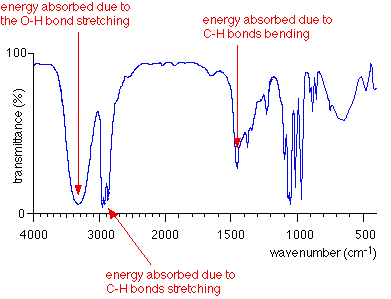 energy absorbed due to
the O-H bond stretching
energy absorbed due to
C-H bonds bending
100
transmittance (%)
0
4000
3000
2000
1500
1000
500
wavenumber (cm-1)
energy absorbed due to
C-H bonds stretching